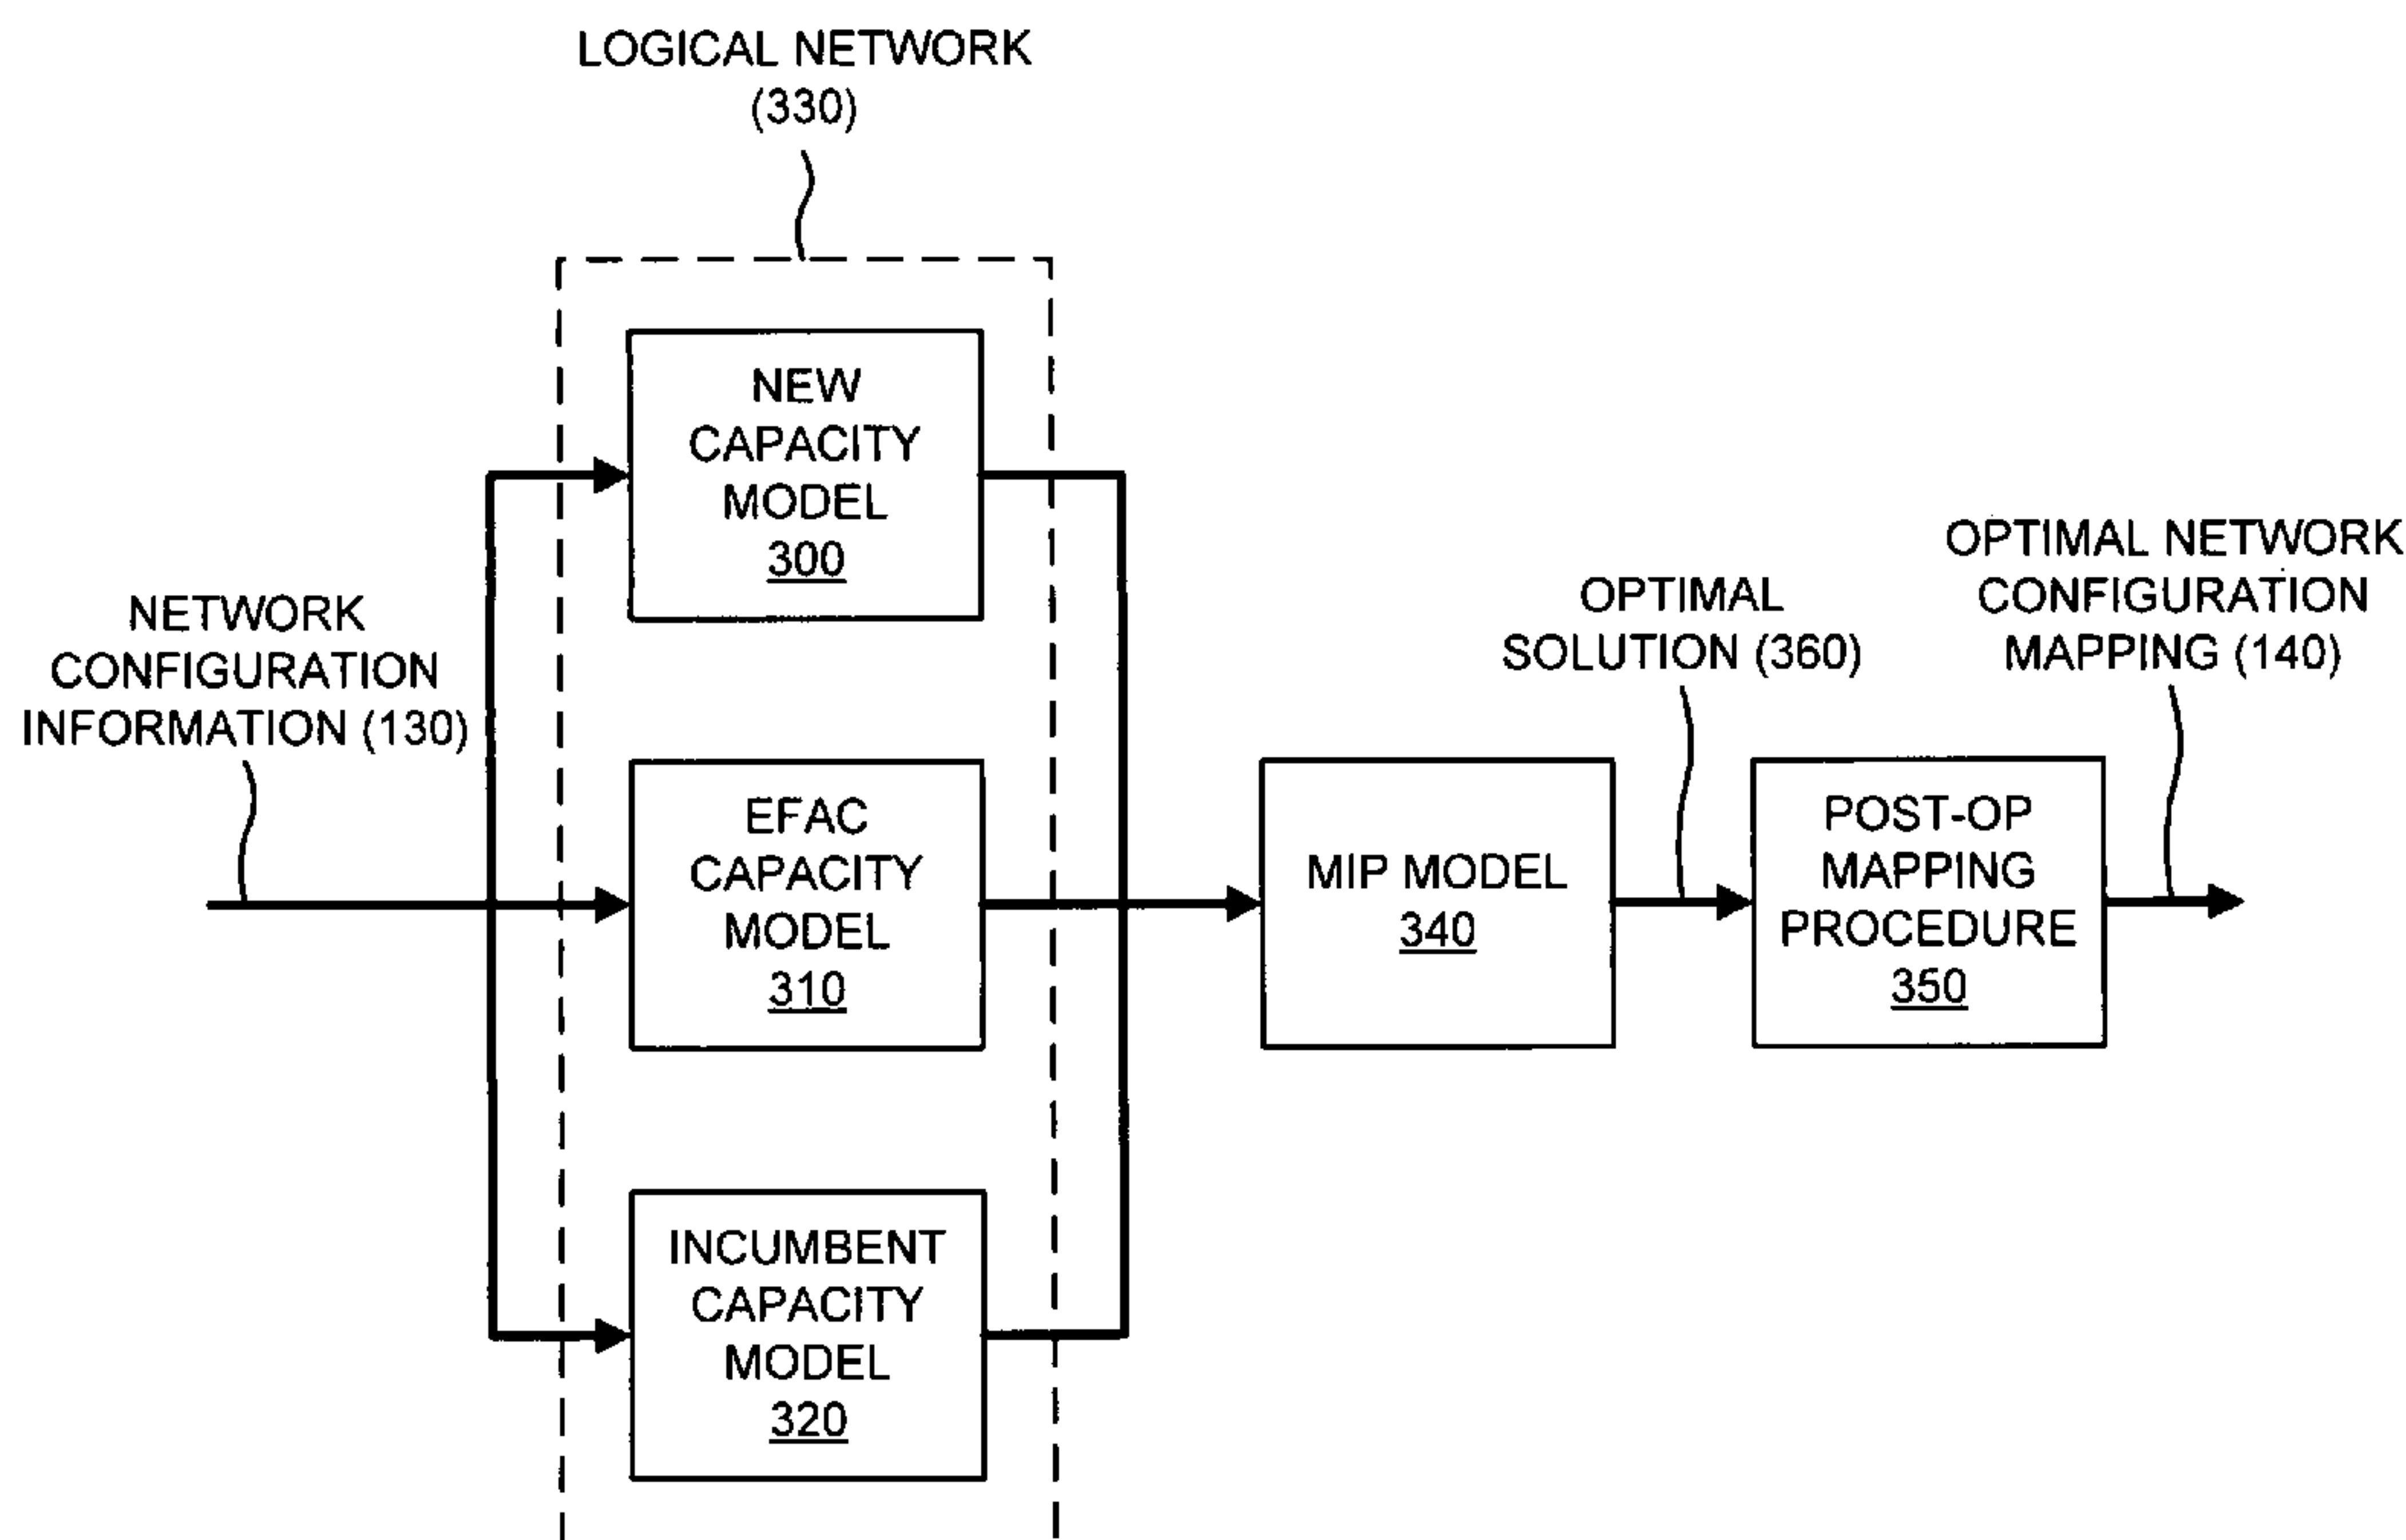 LOGICAL NETWORK
(330)
NEW
CAPACITY
MODEL
300
NETWORK
CONFIGURATION
INFORMATION (130)
EFAC
CAPACITY
MODEL
310
INCUMBENT
CAPACITY
MODEL
320
MIP MODEL
340
OPTIMAL
SOLUTION (360)
POST-OP
MAPPING
PROCEDURE
350
OPTIMAL NETWORK
CONFIGURATION
MAPPING (140)